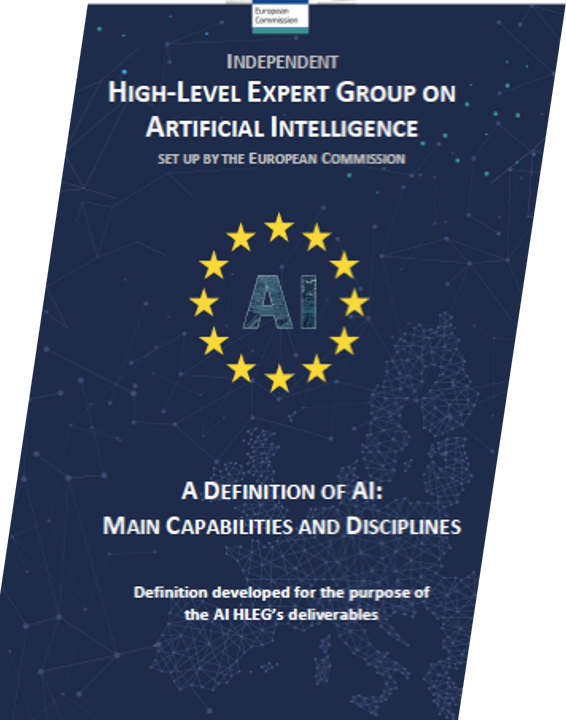 European
Commission
INDEPENDENT
HIGH-LEVEL EXPERT GROUP ON
ARTIFICIAL INTELLIGENCE
SET UP BY THE EUROPEAN COMMISSION
AI
A DEFINITION OF AI:
MAIN CAPABILITIES AND DISCIPLINES
Definition developed for the purpose of
the AI HLEG’s deliverables